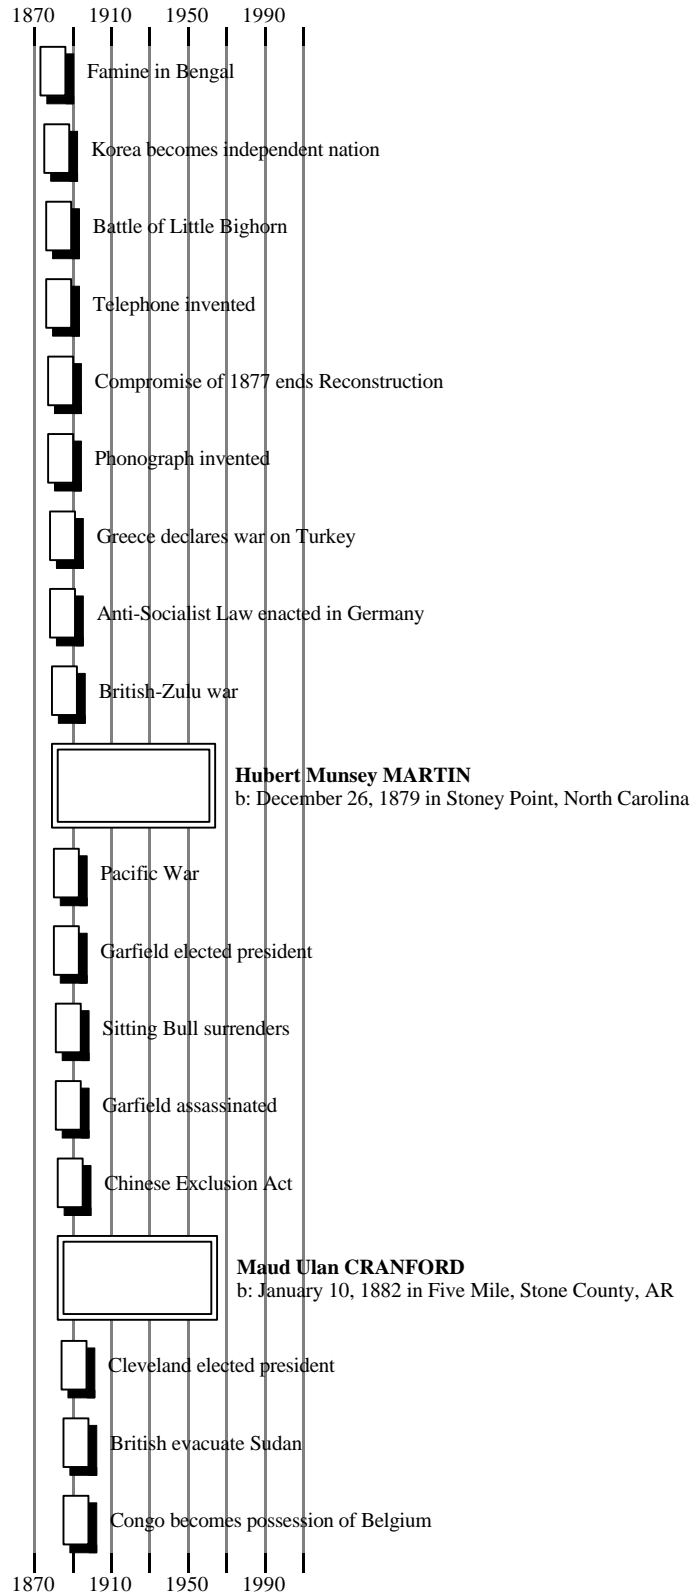 1870 1910 1950 1990
Famine in Bengal
Korea becomes independent nation
Battle of Little Bighorn
Telephone invented
Compromise of 1877 ends Reconstruction
Phonograph invented
Greece declares war on Turkey
Anti-Socialist Law enacted in Germany
British-Zulu war
Hubert Munsey MARTIN
b: December 26, 1879 in Stoney Point, North Carolina
Pacific War
Garfield elected president
Sitting Bull surrenders
Garfield assassinated
Chinese Exclusion Act
Maud Ulan CRANFORD
b: January 10, 1882 in Five Mile, Stone County, AR
Cleveland elected president
British evacuate Sudan
Congo becomes possession of Belgium
1870 1910 1950 1990